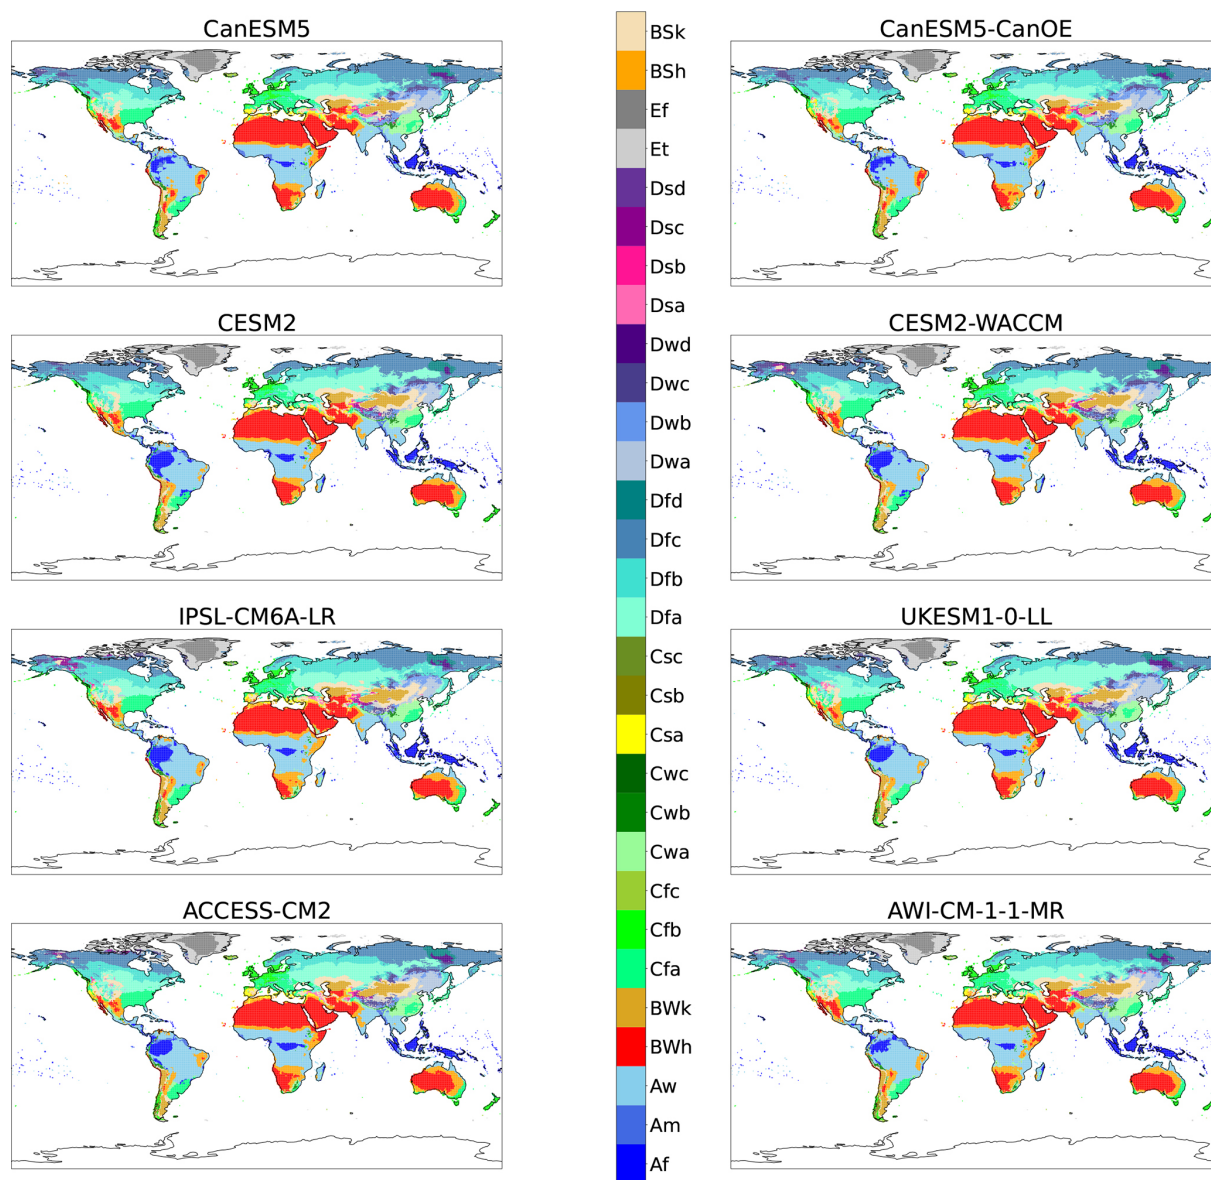 CanESM5
CanESM5-CanOE
CESM2
CESM2-WACCM
IPSL-CM6A-LR
UKESM1-0-LL
ACCESS-CM2
AWI-CM-1-1-MR
BSk
BSh
Ef
Et
Dsd
Dsc
Dsb
Dsa
Dwd
Dwc
Dwb
Dwa
Dfd
Dfc
Dfb
Dfa
Csc
Csb
Csa
Cwc
Cwb
Cwa
Cfc
Cfb
Cfa
BWk
BWh
Aw
Am
Af